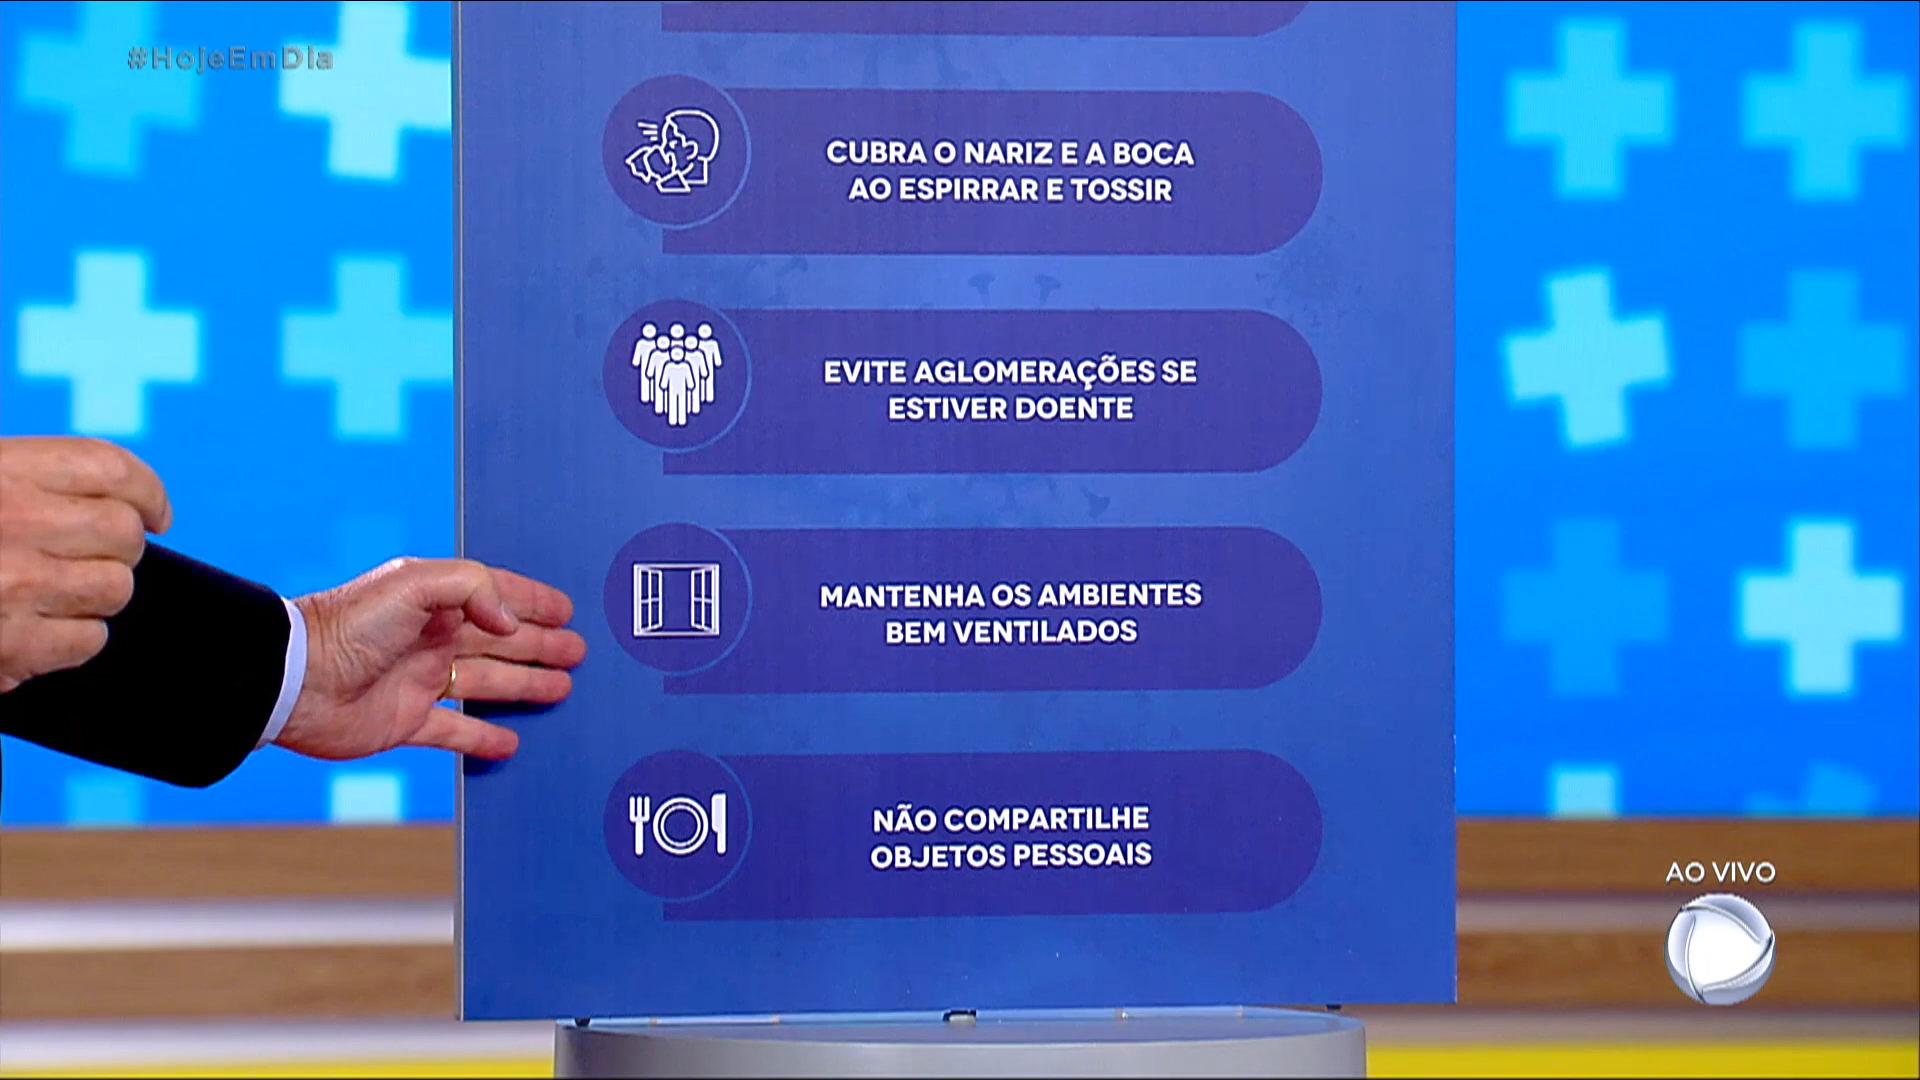 #HojeEmDia
CUBRA O NARIZ E A BOCA
AO ESPIRRAR E TOSSIR
EVITE AGLOMERAÇÕES SE
ESTIVER DOENTE
MANTENHA OS AMBIENTES
BEM VENTILADOS
NÃO COMPARTILHE
OBJETOS PESSOAIS
AO VIVO